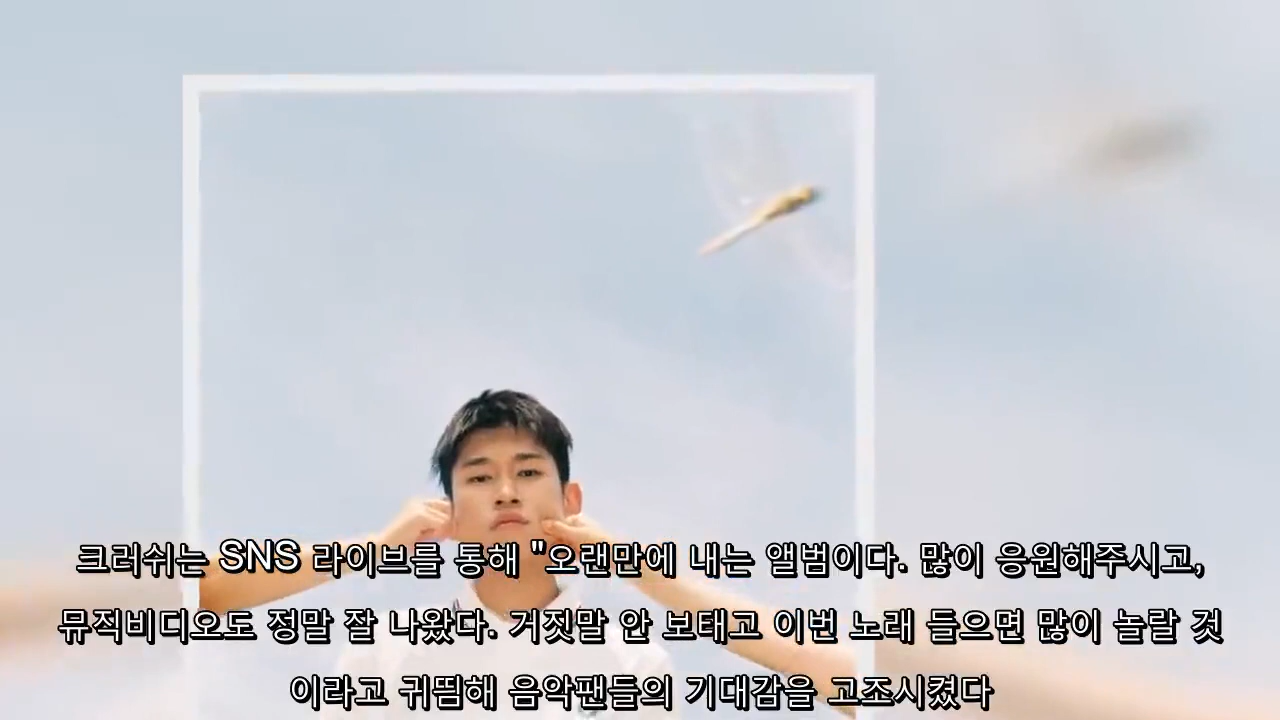 크러쉬는 SNS 라이브를 통해 "오랜만에 내는 앨범이다. 많이 응원해주시고,
뮤직비디오도 정말 잘 나왔다. 거짓말 안 보태고 이번 노래 들으면 많이 놀랄 것
이라고 귀띔해 음악팬들의 기대감을 고조시켰다